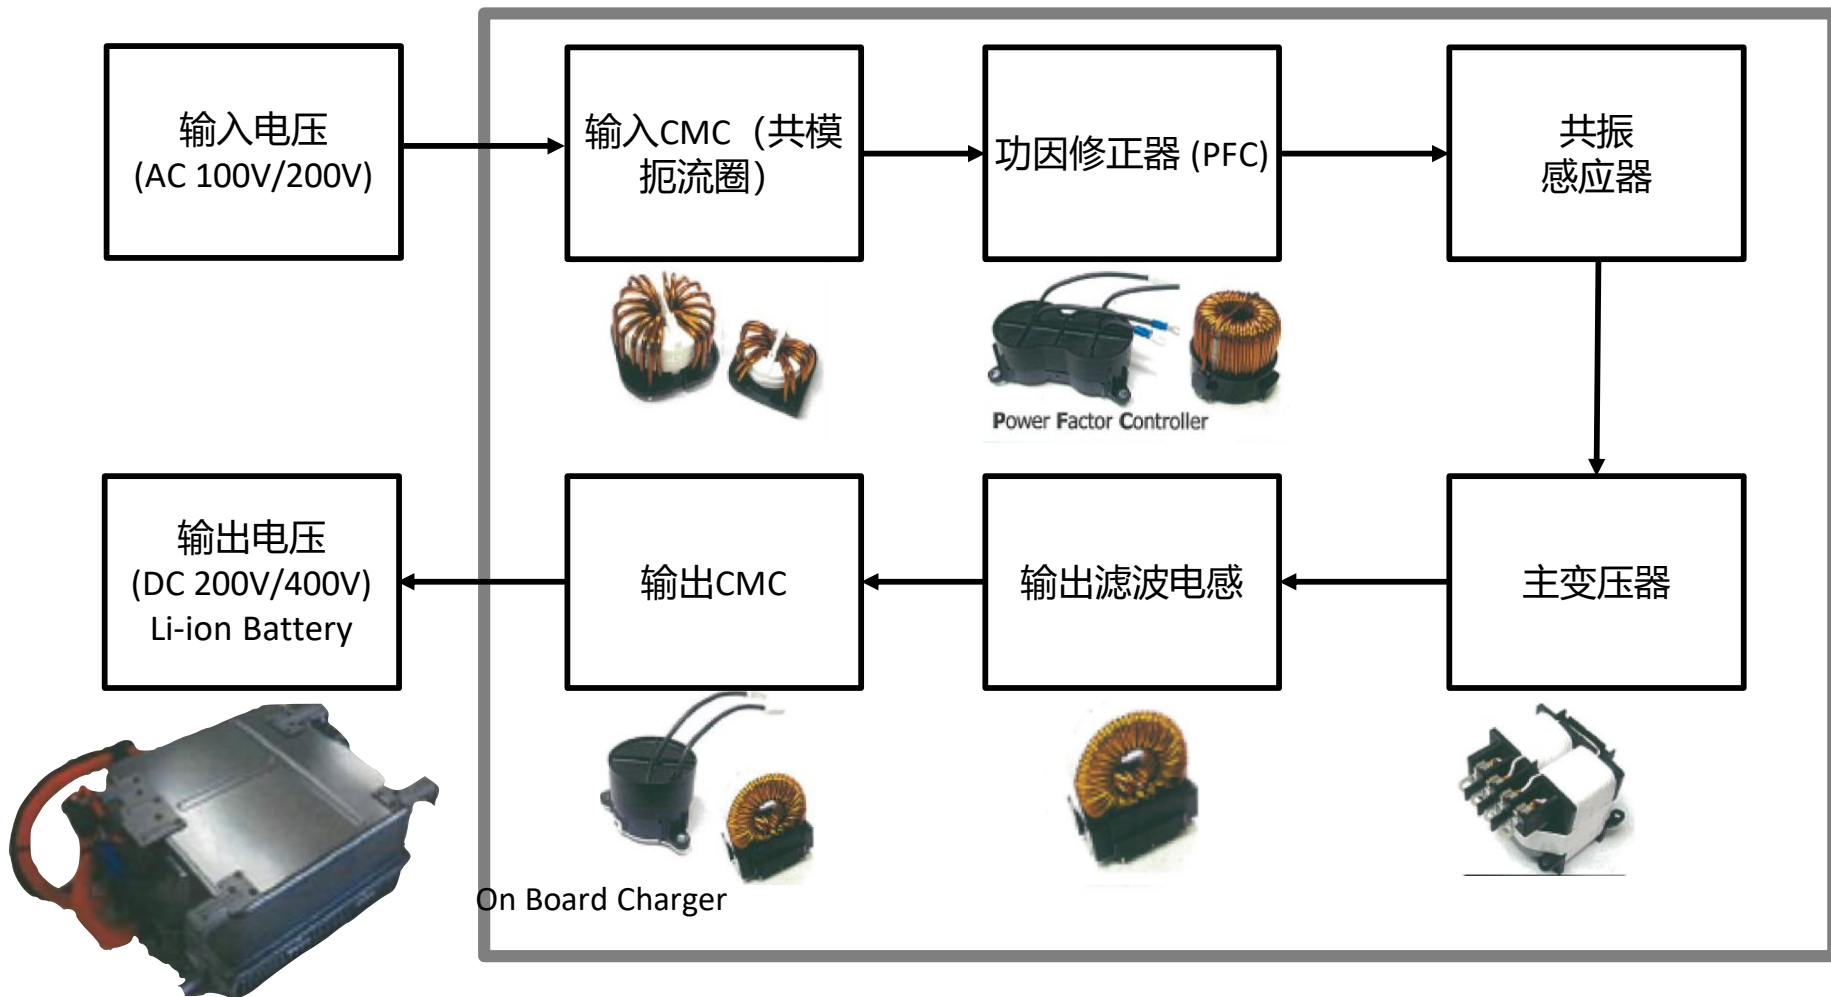 输入电压
(AC 100V/200V)
输入CMC（共模
扼流圈）
功因修正器 (PFC)
共振
感应器
Power Factor Controller
输出电压
(DC 200V/400V)
Li-ion Battery
输出CMC
输出滤波电感
主变压器
On Board Charger